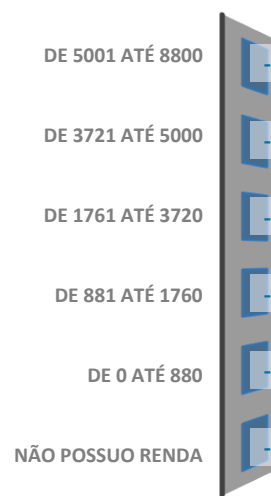 DE 5001 ATÉ 8800
DE 3721 ATÉ 5000
DE 1761 ATÉ 3720
DE 881 ATÉ 1760
DE 0 ATÉ 880
NÃO POSSUO RENDA